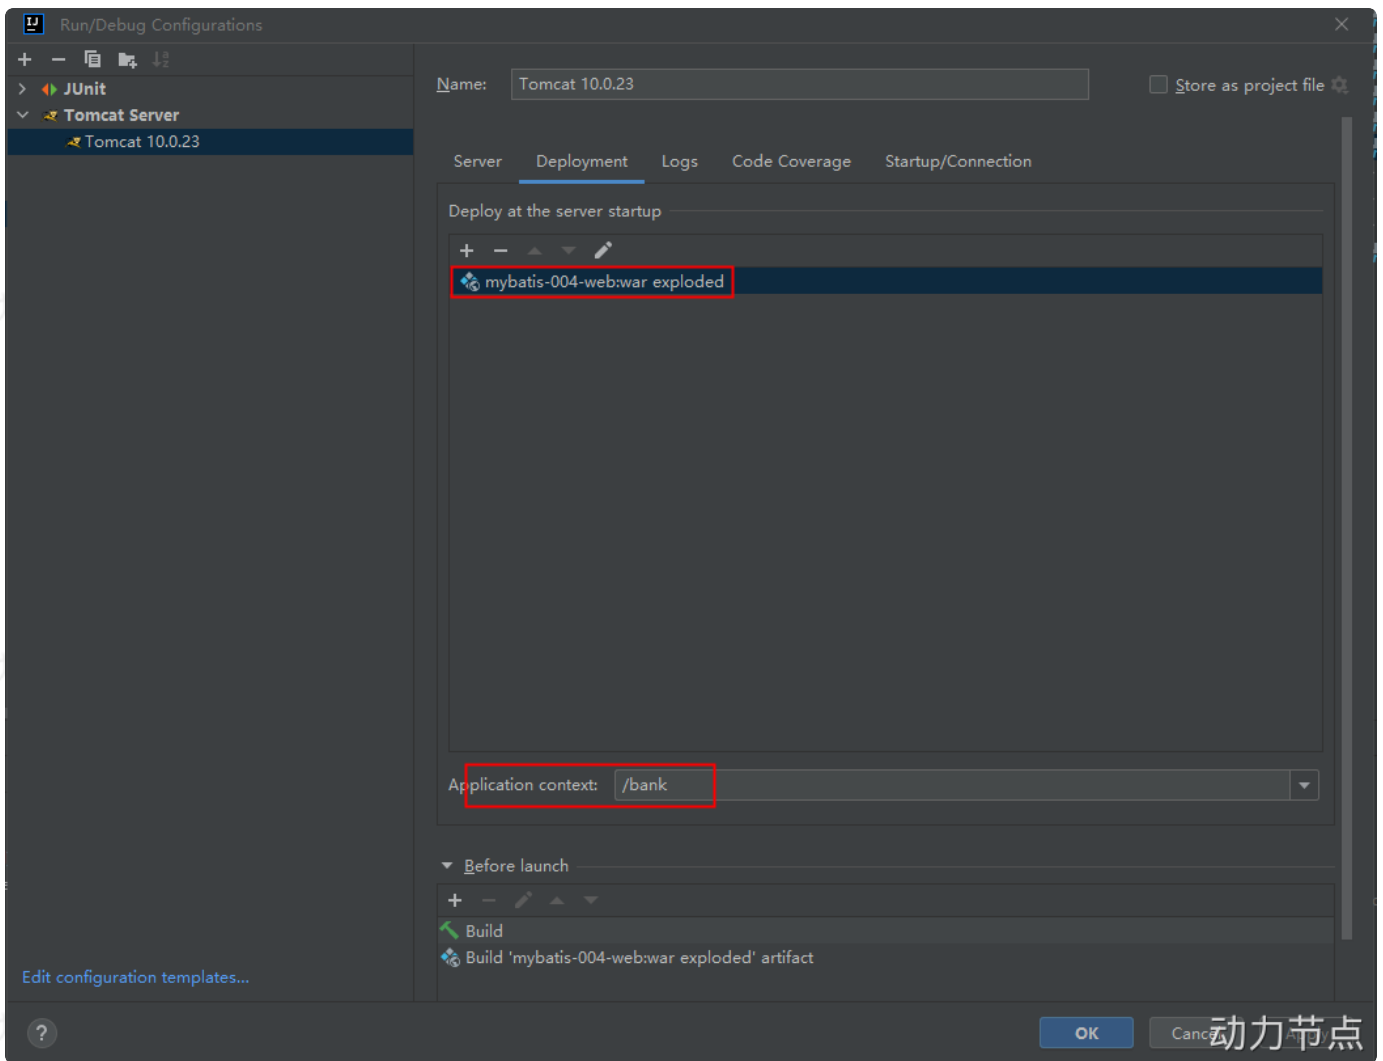 Run/Debug Configurations
JUnit
Tomcat Server
Tomcat 10.0.23
Name: Tomcat 10.0.23
Store as project file
Server Deployment Logs Code Coverage Startup/Connection
Deploy at the server startup
mybatis-004-web:war exploded
Application context: /bank
Before launch
Build
Build 'mybatis-004-web:war exploded' artifact
Edit configuration templates...
?
OK Cancel Apply
动力节点